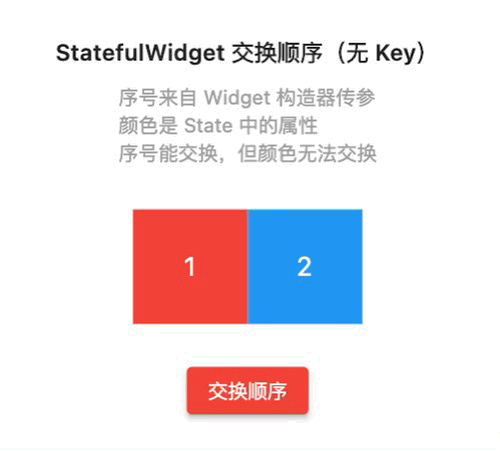 StatefulWidget 交换顺序（无 Key）
序号来自 Widget 构造器传参
颜色是 State 中的属性
序号能交换，但颜色无法交换
1 2
交换顺序